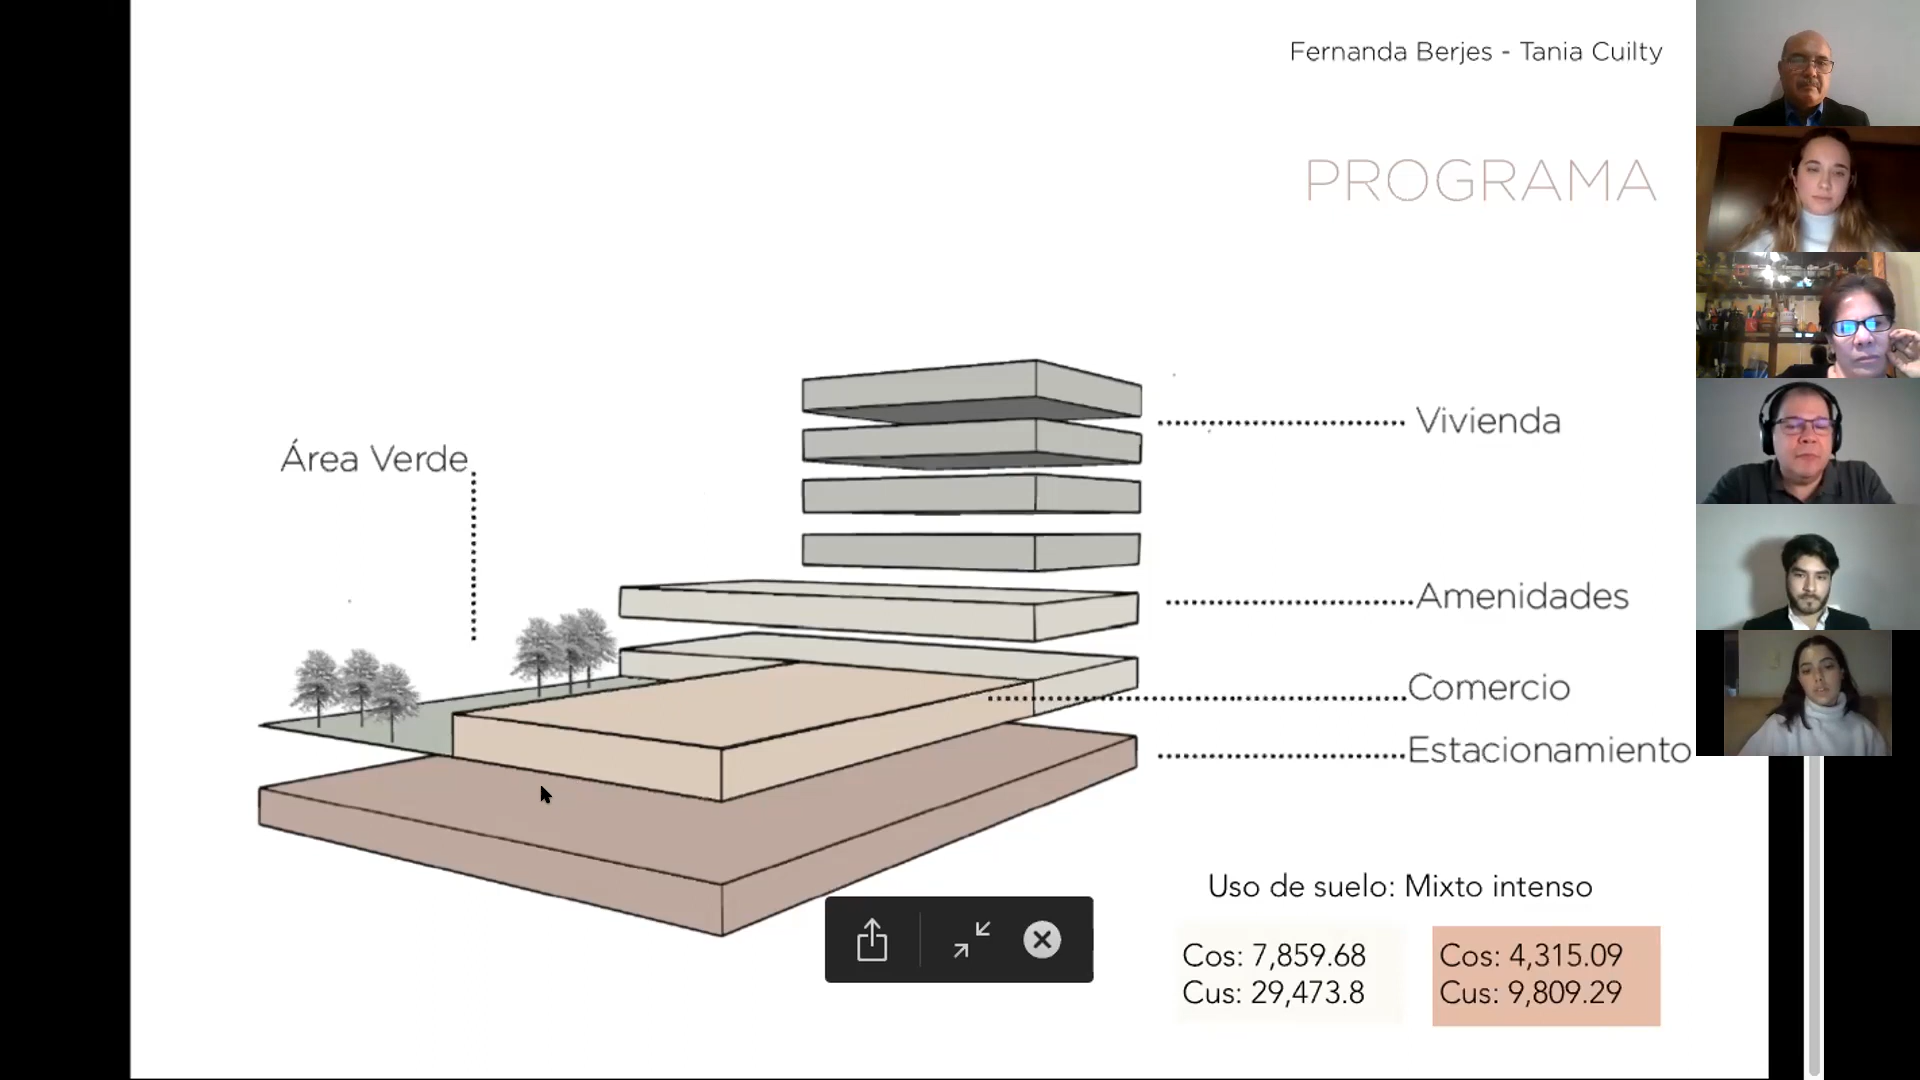 Fernanda Berjes - Tania Cuilty
PROGRAMA
Vivienda
Área Verde
Amenidades
Comercio
Estacionamiento
Uso de suelo: Mixto intenso
Cos: 7,859.68
Cus: 29,473.8
Cos: 4,315.09
Cus: 9,809.29